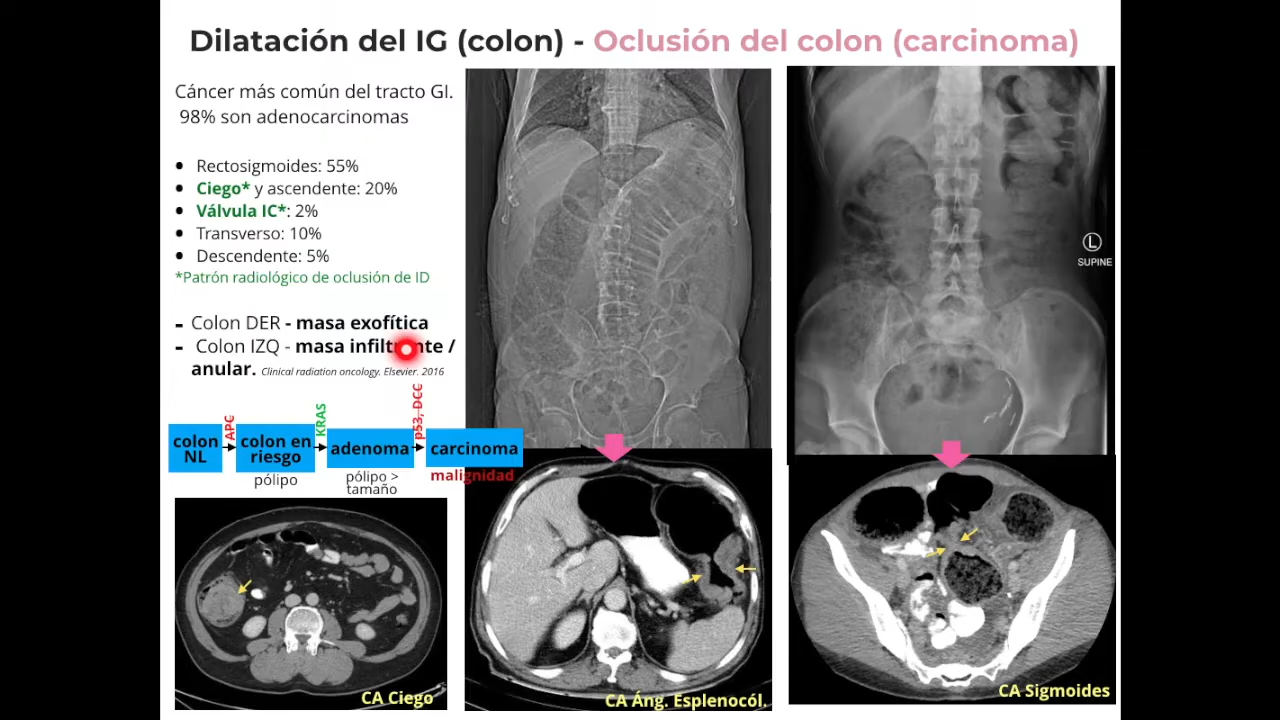 Dilatación del IG (colon) - Oclusión del colon (carcinoma)
Cáncer más común del tracto GI.
98% son adenocarcinomas
• Rectosigmoides: 55%
• Ciego* y ascendente: 20%
• Válvula IC*: 2%
• Transverso: 10%
• Descendente: 5%
*Patrón radiológico de oclusión de ID
- Colon DER - masa exofítica
- Colon IZQ - masa infiltrante /
anular. Clinical radiation oncology. Elsevier. 2016
colon NL
APC
colon en riesgo
pólipo
KRAS
adenoma
pólipo > tamaño
p53, DCC
carcinoma
malignidad
L
SUPINE
CA Ciego
CA Áng. Esplenocól.
CA Sigmoides